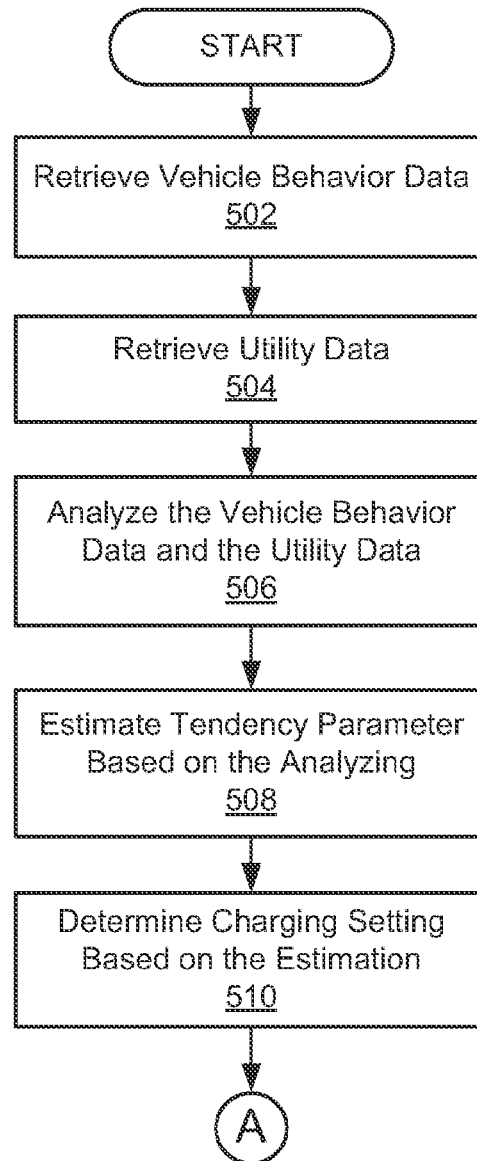 START
Retrieve Vehicle Behavior Data
502
Retrieve Utility Data
504
Analyze the Vehicle Behavior
Data and the Utility Data
506
Estimate Tendency Parameter
Based on the Analyzing
508
Determine Charging Setting
Based on the Estimation
510
A